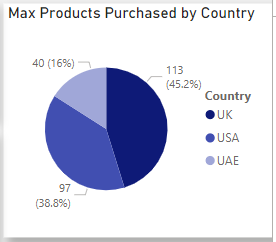 Max Products Purchased by Country
40 (16%)
113
(45.2%)
Country
UK
USA
UAE
97
(38.8%)